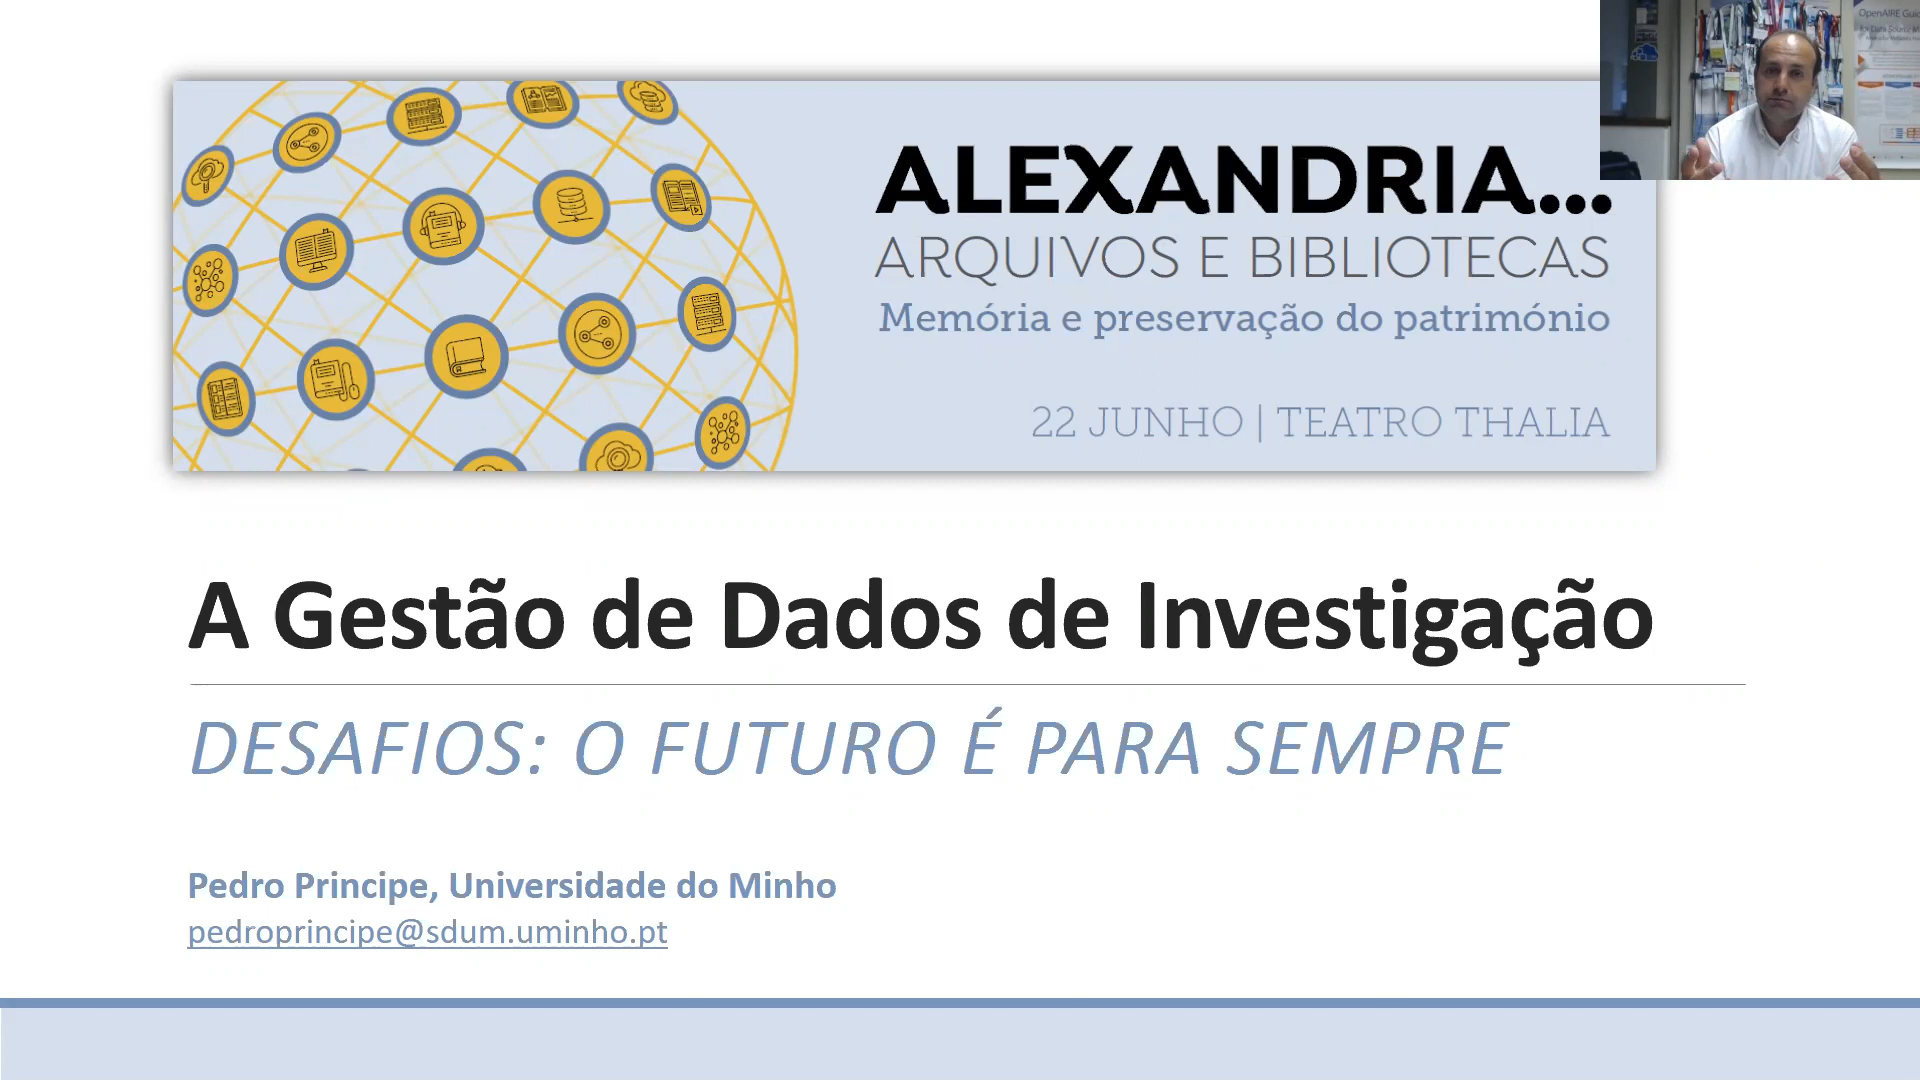 ALEXANDRIA...
ARQUIVOS E BIBLIOTECAS
Memória e preservação do património
22 JUNHO | TEATRO THALIA
OpenAIRE
A Gestão de Dados de Investigação
DESAFIOS: O FUTURO É PARA SEMPRE
Pedro Principe, Universidade do Minho
pedroprincipe@sdum.uminho.pt